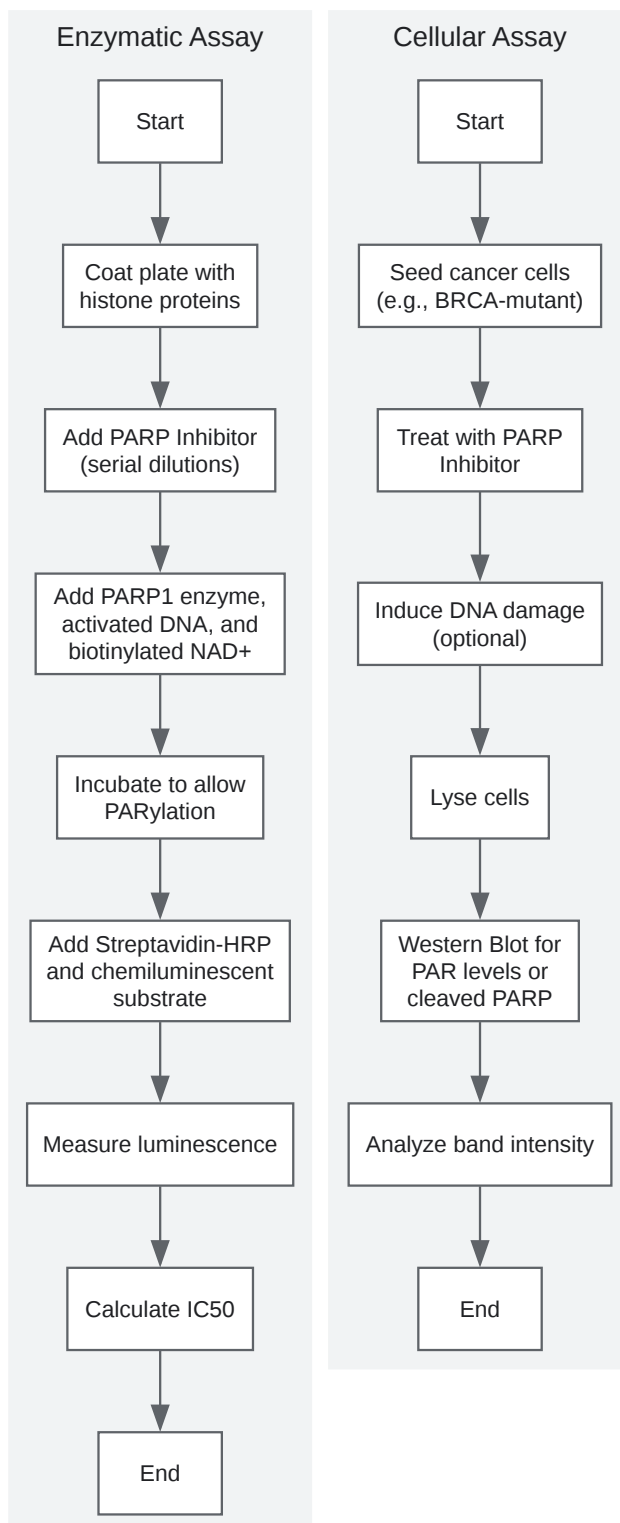 Enzymatic Assay
Start
Coat plate with
histone proteins
Add PARP Inhibitor
(serial dilutions)
Add PARP1 enzyme,
activated DNA, and
biotinylated NAD+
Incubate to allow
PARylation
Add Streptavidin-HRP
and chemiluminescent
substrate
Measure luminescence
Calculate IC50
End
Cellular Assay
Start
Seed cancer cells
(e.g., BRCA-mutant)
Treat with PARP
Inhibitor
Induce DNA damage
(optional)
Lyse cells
Western Blot for
PAR levels or
cleaved PARP
Analyze band intensity
End